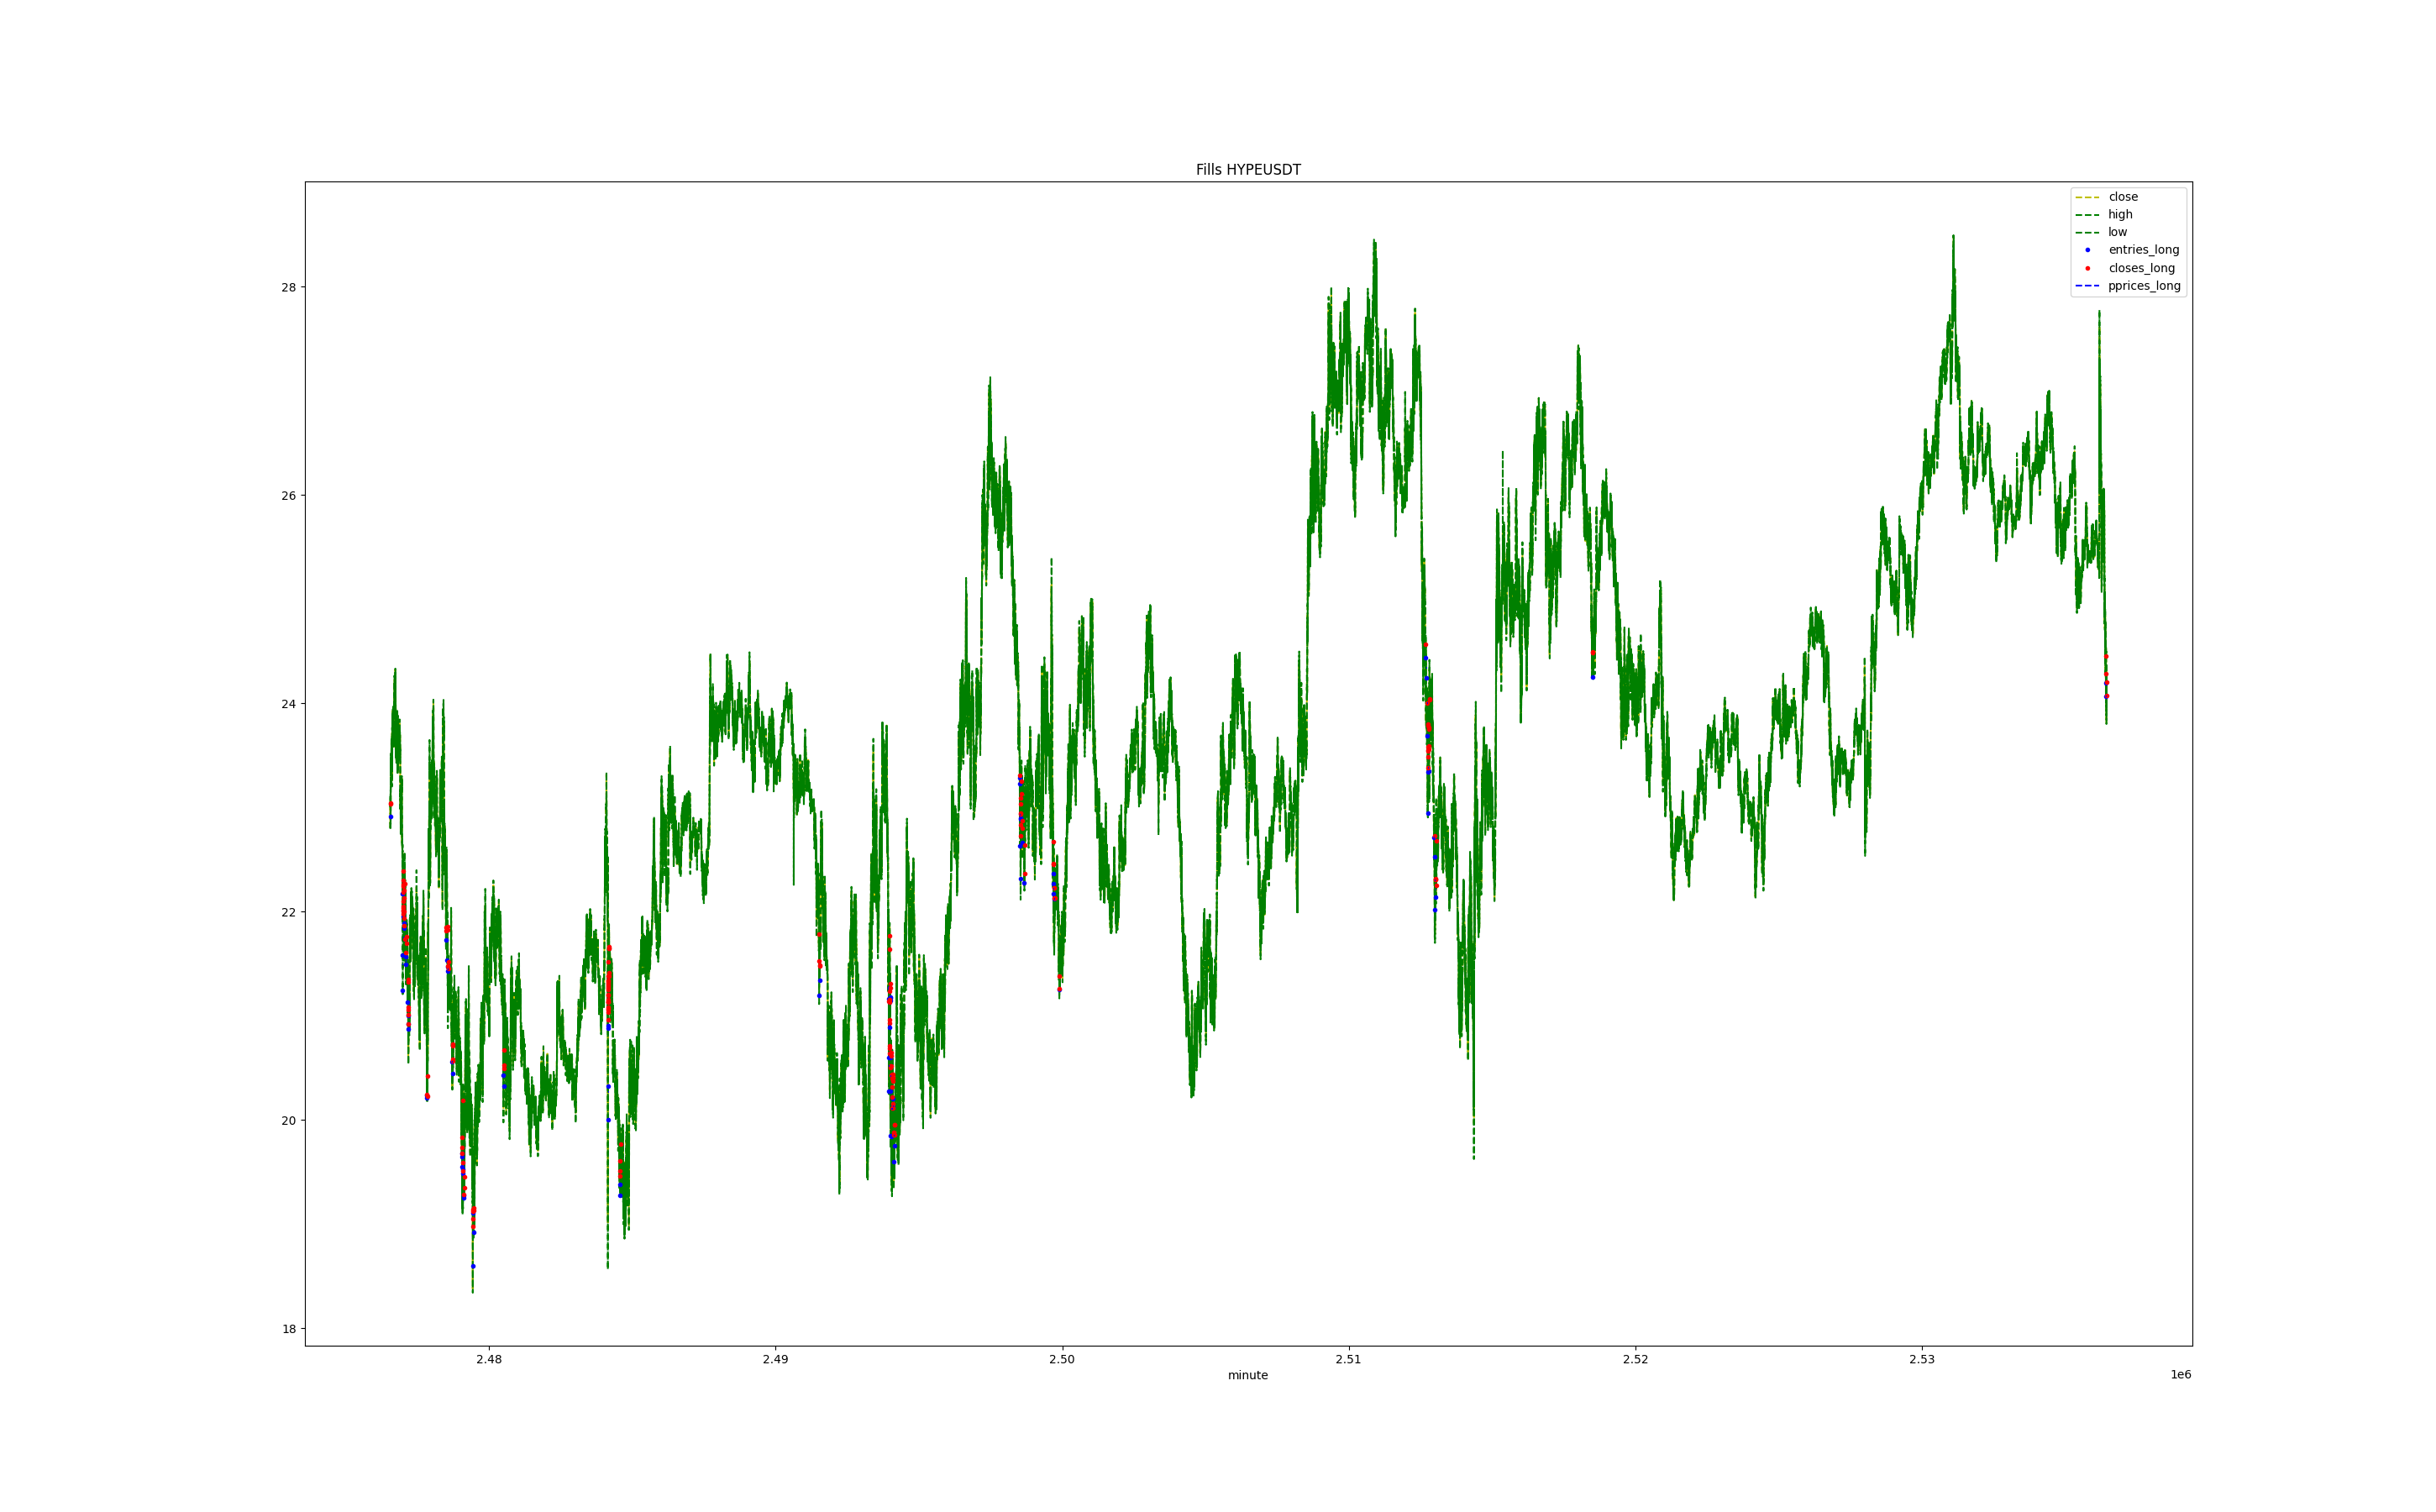 Fills HYPEUSDT
close
high
low
entries_long
closes_long
pprices_long
28
26
24
22
20
18
2.48 2.49 2.50 2.51 2.52 2.53
minute
1e6